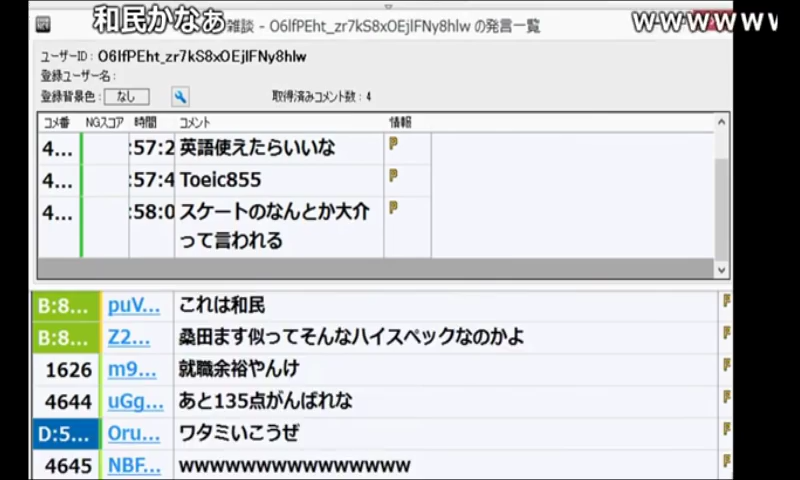 和民かなぁ
wwwwww
雑談 - O6lfPEht_zr7kS8xOEjlFNy8hlw の発言一覧
ユーザーID: O6lfPEht_zr7kS8xOEjlFNy8hlw
登録ユーザー名:
登録背景色: なし 取得済みコメント数: 4
コメ番 NGスコア 時間 コメント 情報
4... :57:2 英語使えたらいいな P
4... :57:4 Toeic855 P
4... :58:0 スケートのなんとか大介 P
って言われる
B:8... puV... これは和民 P
B:8... Z2... 桑田ます似ってそんなハイスペックなのかよ P
1626 m9... 就職余裕やんけ P
4644 uGg... あと135点がんばれな P
D:5... Oru... ワタミいこうぜ P
4645 NBF... wwwwwwwwwwwwwwww P